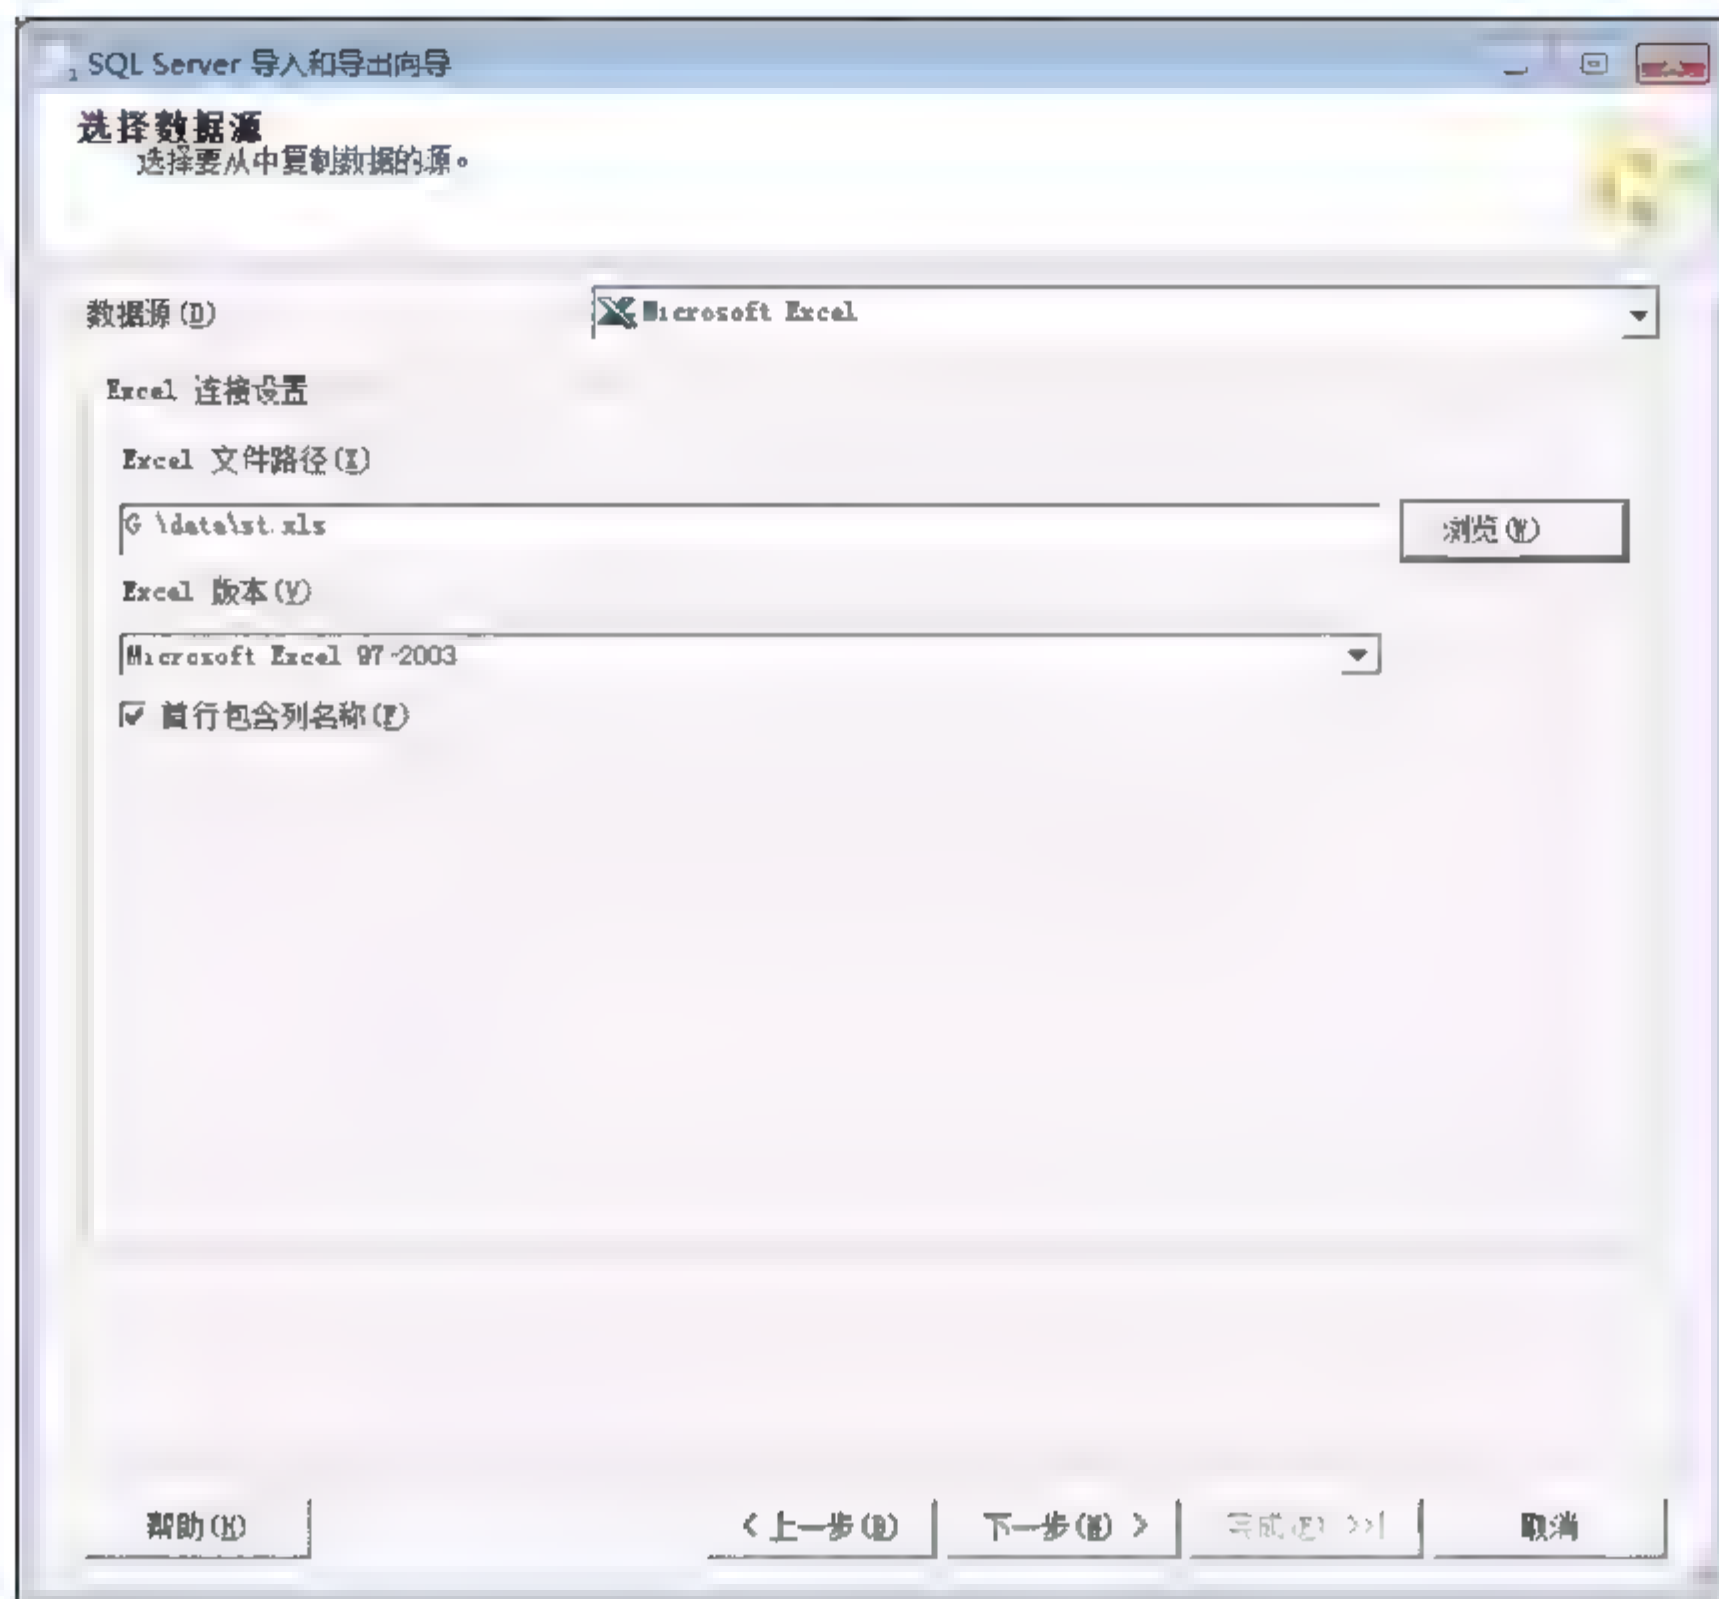 SQL Server 导入和导出向导
选择数据源
选择要从中复制数据的源。
数据源(D)
Microsoft Excel
Excel 连接设置
Excel 文件路径(X)
G \data\st.xls
浏览(W)
Excel 版本(V)
Microsoft Excel 97-2003
首行包含列名称(F)
帮助(H)
< 上一步(B)
下一步(N) >
完成(F) >>|
取消